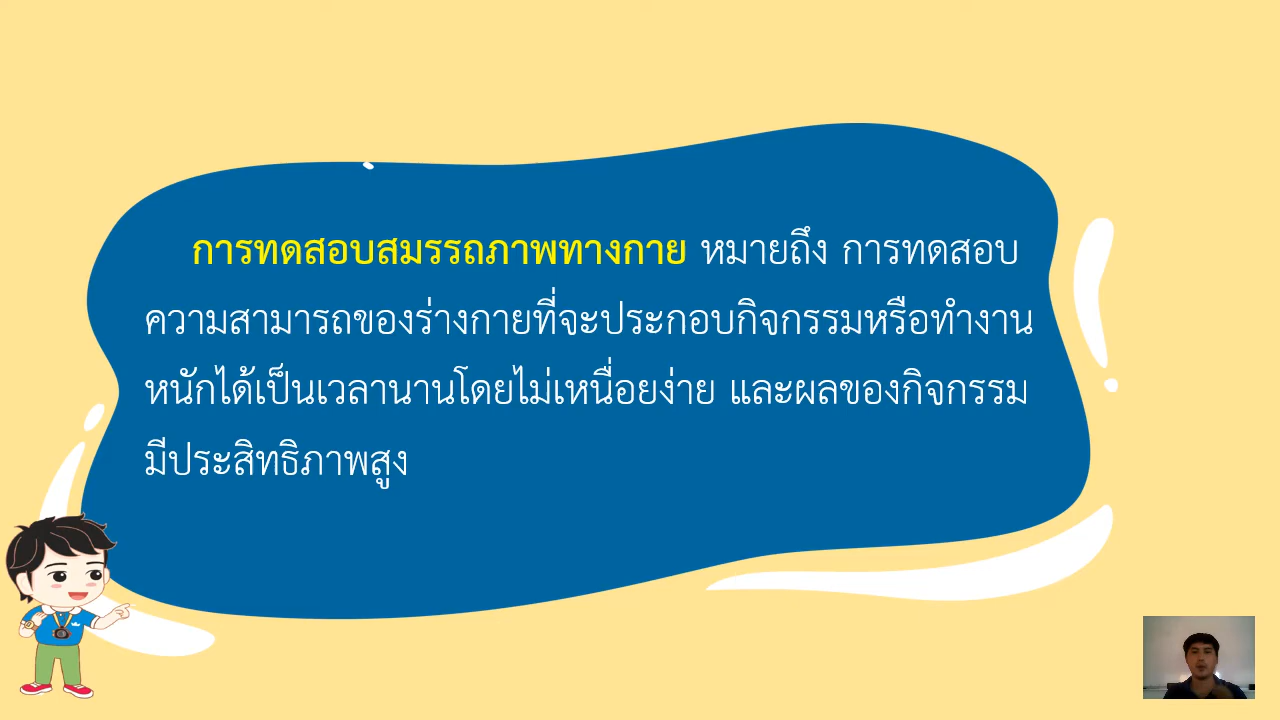 การทดสอบสมรรถภาพทางกาย หมายถึง การทดสอบ
ความสามารถของร่างกายที่จะประกอบกิจกรรมหรือทำงาน
หนักได้เป็นเวลานานโดยไม่เหนื่อยง่าย และผลของกิจกรรม
มีประสิทธิภาพสูง